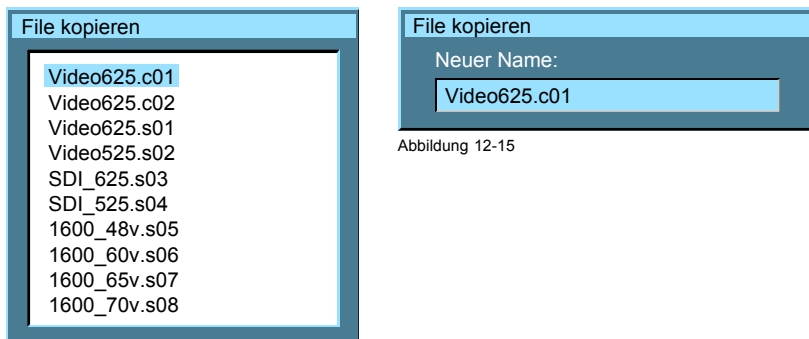 File kopieren
Video625.c01
Video625.c02
Video625.s01
Video525.s02
SDI_625.s03
SDI_525.s04
1600_48v.s05
1600_60v.s06
1600_65v.s07
1600_70v.s08
File kopieren
Neuer Name:
Video625.c01
Abbildung 12-15